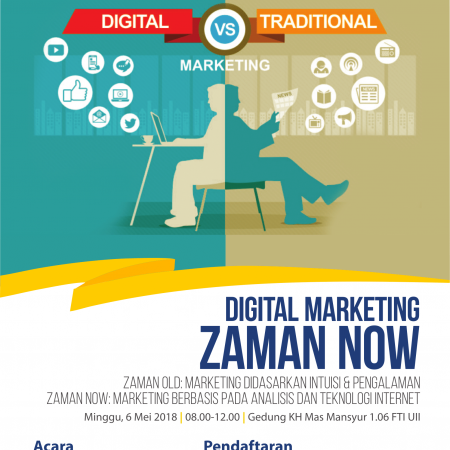 DIGITAL VS TRADITIONAL
MARKETING
NEWS
NEWS
DIGITAL MARKETING
ZAMAN NOW
ZAMAN OLD: MARKETING DIDASARKAN INTUISI & PENGALAMAN
ZAMAN NOW: MARKETING BERBASIS PADA ANALISIS DAN TEKNOLOGI INTERNET
Minggu, 6 Mei 2018 | 08.00-12.00 | Gedung KH Mas Mansyur 1.06 FTI UII
Acara Pendaftaran